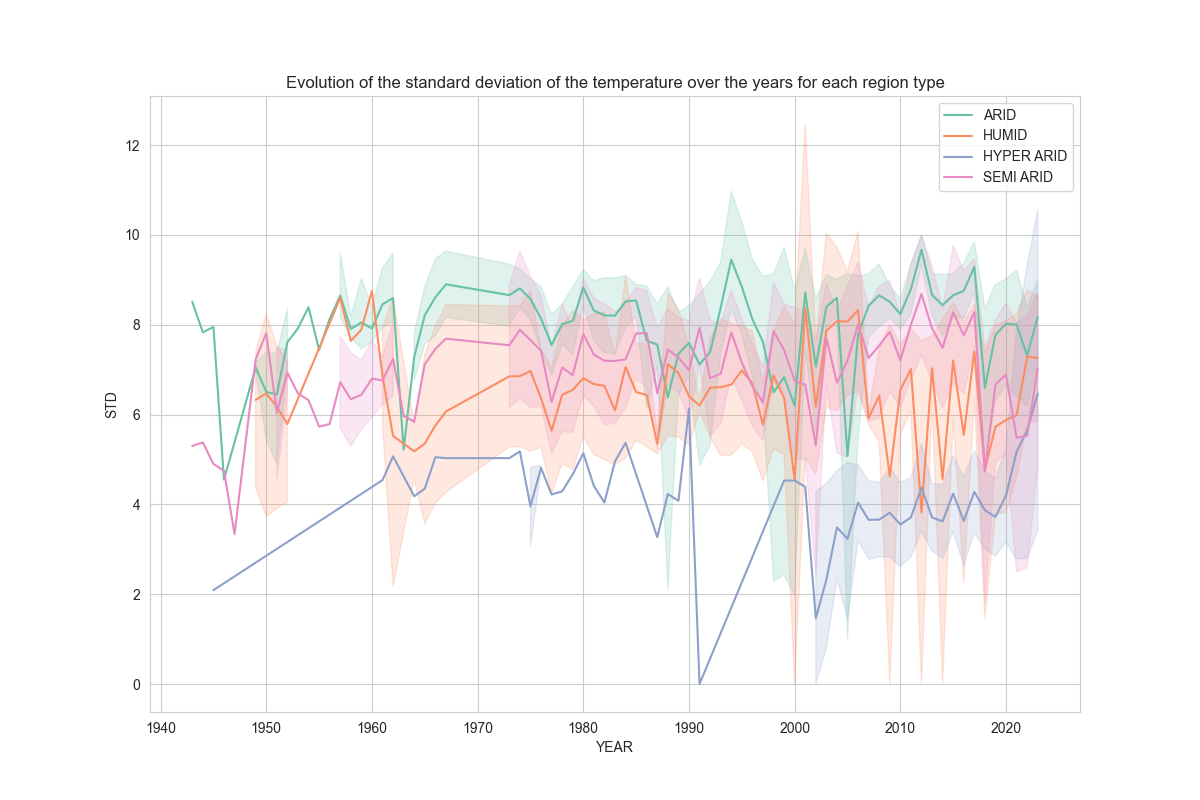 Evolution of the standard deviation of the temperature over the years for each region type
ARID
HUMID
HYPER ARID
SEMI ARID
12
10
8
6
4
2
0
STD
1940
1950
1960
1970
1980
1990
2000
2010
2020
YEAR